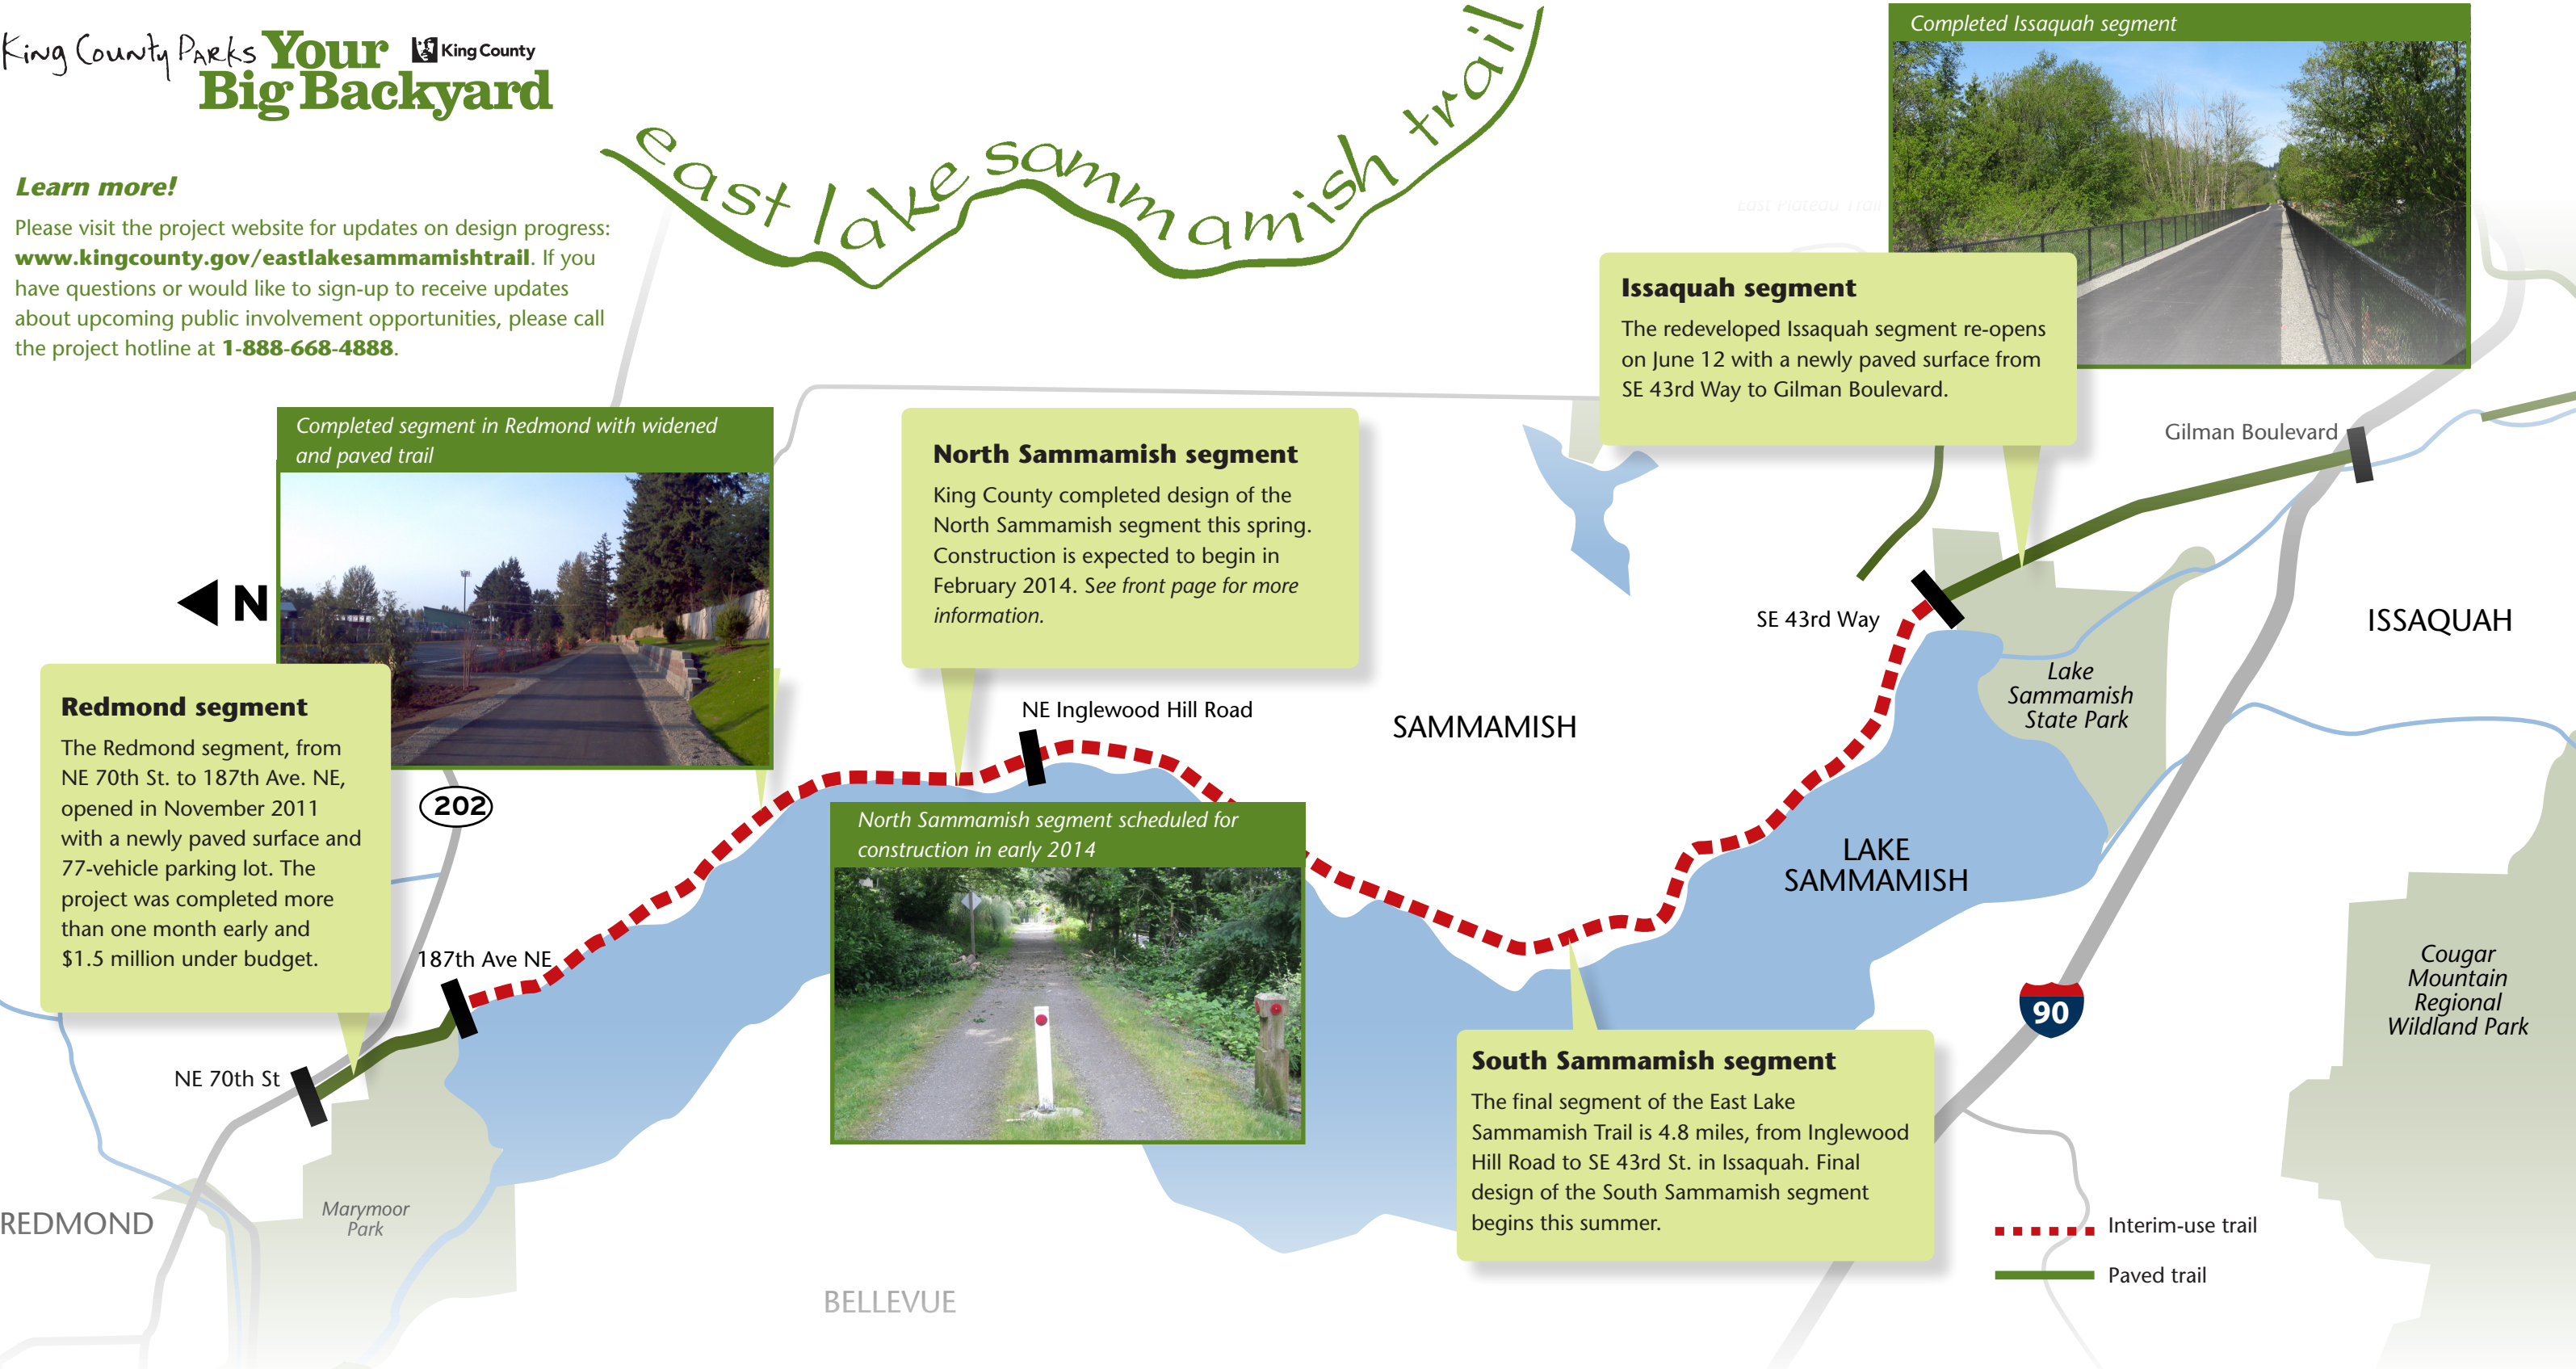 King County Parks Your
Big Backyard
King County
east lake sammamish trail
Learn more!
Please visit the project website for updates on design progress:
www.kingcounty.gov/eastlakesammamishtrail. If you
have questions or would like to sign-up to receive updates
about upcoming public involvement opportunities, please call
the project hotline at 1-888-668-4888.
Completed Issaquah segment
East Plateau Trail
Issaquah segment
The redeveloped Issaquah segment re-opens
on June 12 with a newly paved surface from
SE 43rd Way to Gilman Boulevard.
Gilman Boulevard
Completed segment in Redmond with widened
and paved trail
North Sammamish segment
King County completed design of the
North Sammamish segment this spring.
Construction is expected to begin in
February 2014. See front page for more
information.
N
SE 43rd Way
ISSAQUAH
Lake
Sammamish
State Park
Redmond segment
The Redmond segment, from
NE 70th St. to 187th Ave. NE,
opened in November 2011
with a newly paved surface and
77-vehicle parking lot. The
project was completed more
than one month early and
$1.5 million under budget.
NE Inglewood Hill Road
SAMMAMISH
202
North Sammamish segment scheduled for
construction in early 2014
LAKE
SAMMAMISH
187th Ave NE
Cougar
Mountain
Regional
Wildland Park
90
NE 70th St
South Sammamish segment
The final segment of the East Lake
Sammamish Trail is 4.8 miles, from Inglewood
Hill Road to SE 43rd St. in Issaquah. Final
design of the South Sammamish segment
begins this summer.
REDMOND
Marymoor
Park
Interim-use trail
Paved trail
BELLEVUE